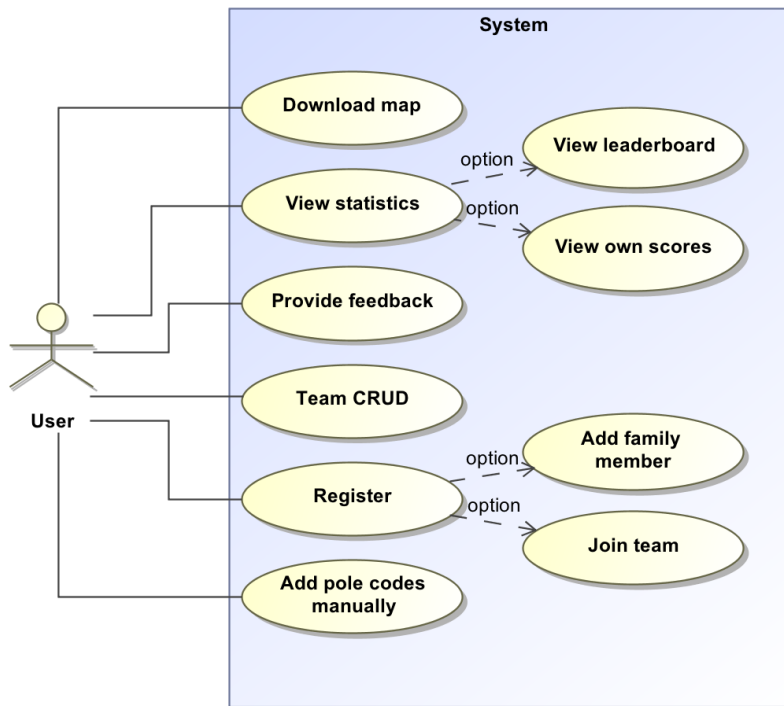 System
Download map
View leaderboard
option
View statistics
option
View own scores
Provide feedback
Team CRUD
User
Add family
member
option
Register
option
Join team
Add pole codes
manually